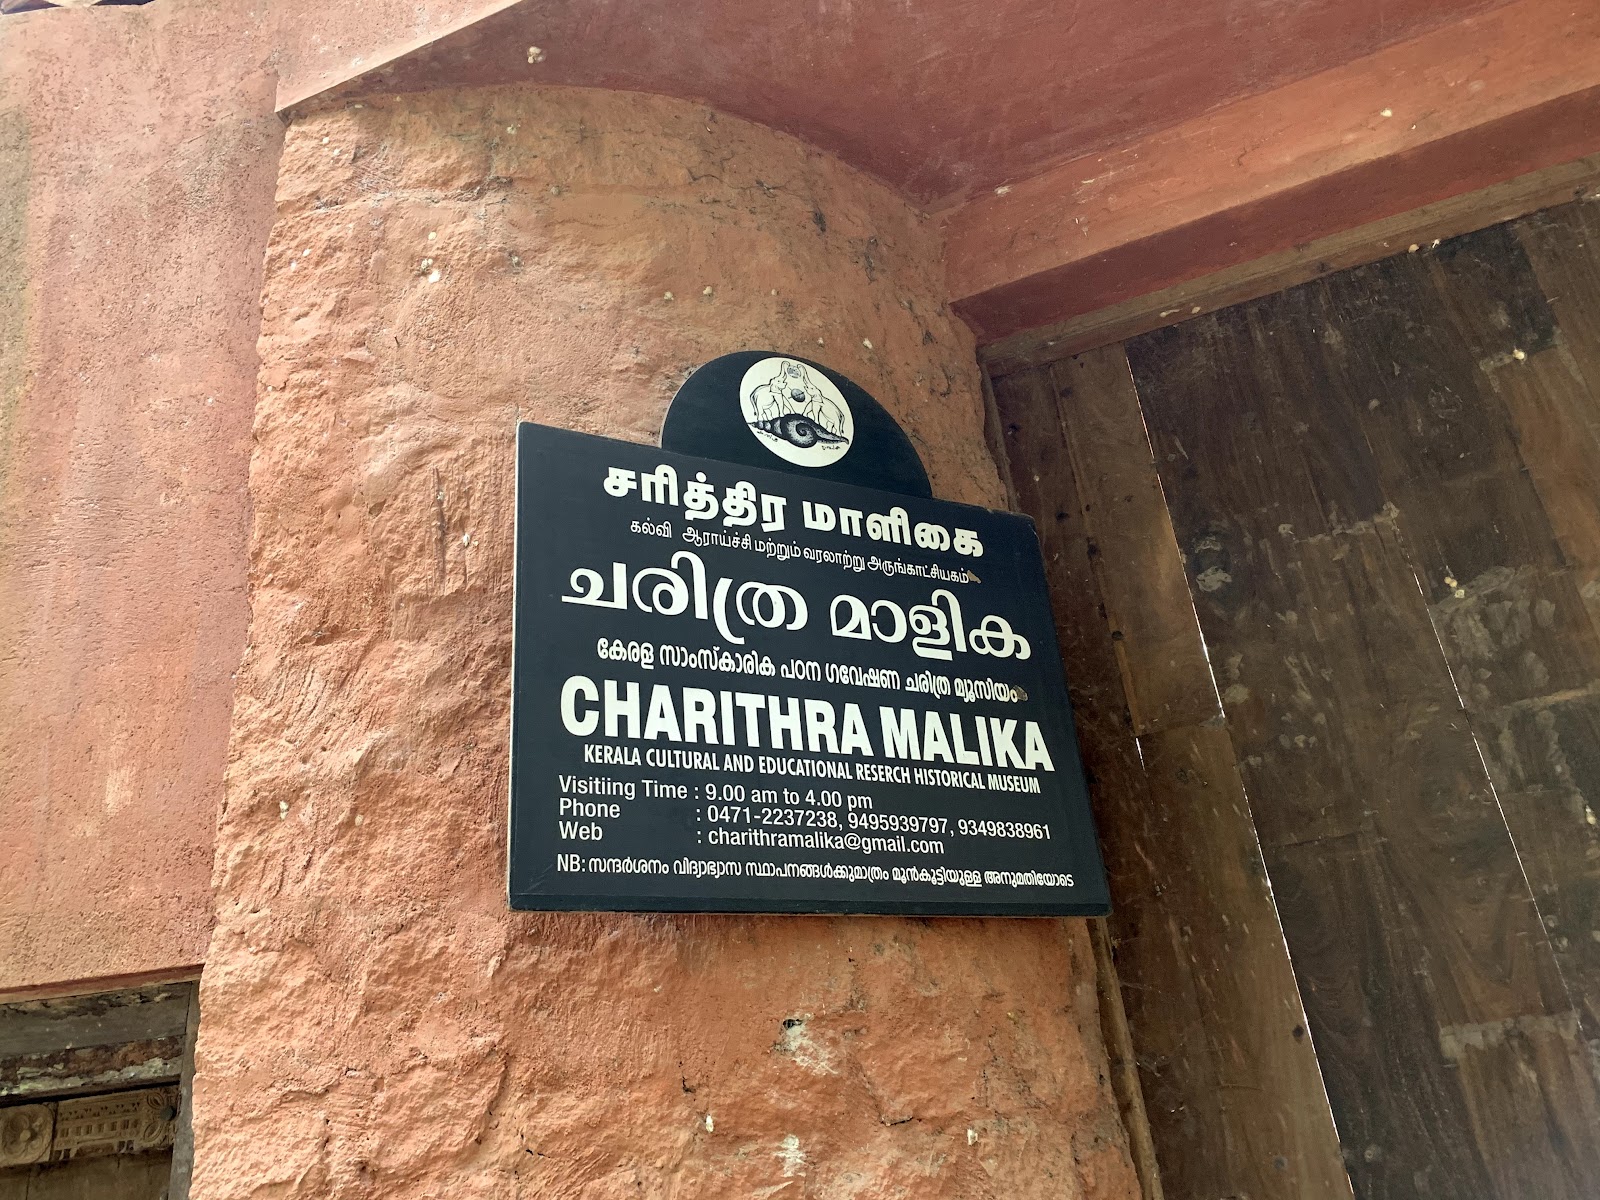 சரித்திர மாளிகை
கல்வி ஆராய்ச்சி மற்றும் வரலாற்று அருங்காட்சியகம்
ചരിത്ര മാളിക
കേരള സാംസ്കാരിക പഠന ഗവേഷണ ചരിത്ര മ്യൂസിയം
CHARITHRA MALIKA
KERALA CULTURAL AND EDUCATIONAL RESERCH HISTORICAL MUSEUM
Visitiing Time : 9.00 am to 4.00 pm
Phone : 0471-2237238, 9495939797, 9349838961
Web : charithramalika@gmail.com
NB: സന്ദർശനം വിദ്യാഭ്യാസ സ്ഥാപനങ്ങൾക്കുമാത്രം മൂൻകൂട്ടിയുള്ള അനുമതിയോടെ